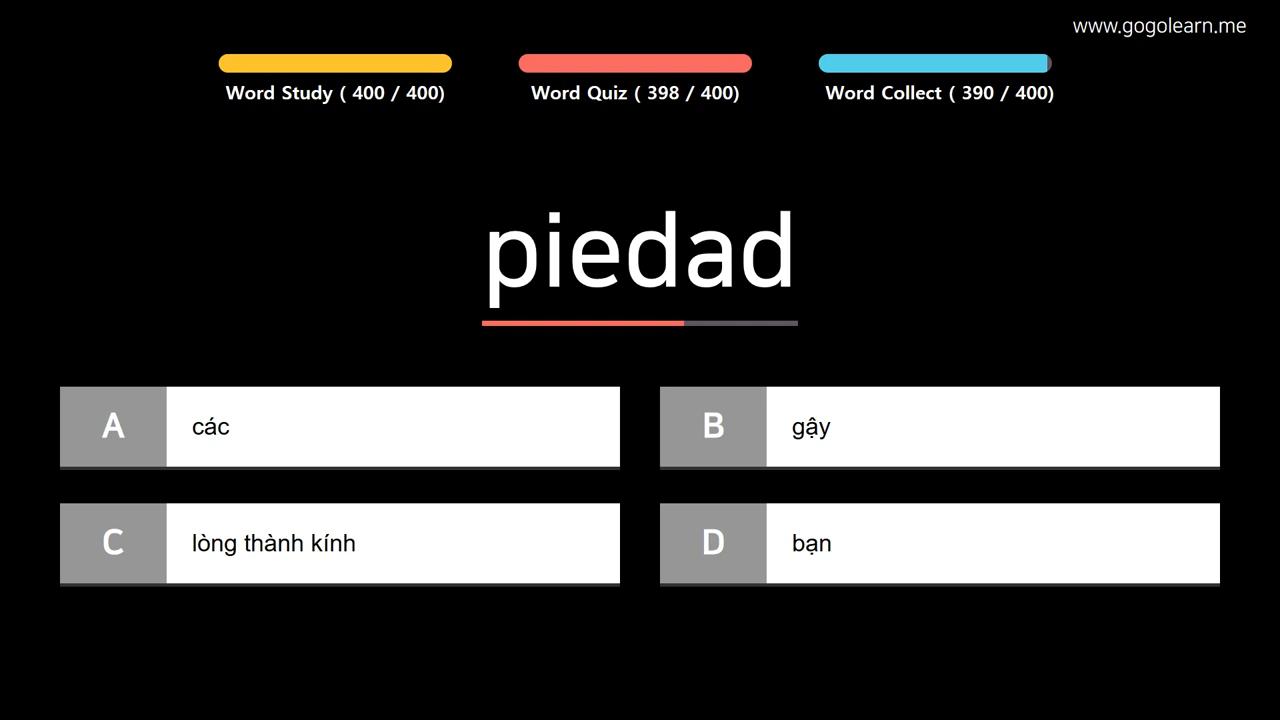 www.gogolearn.me
Word Study ( 400 / 400)
Word Quiz ( 398 / 400)
Word Collect ( 390 / 400)
piedad
A các
B gậy
C lòng thành kính
D bạn